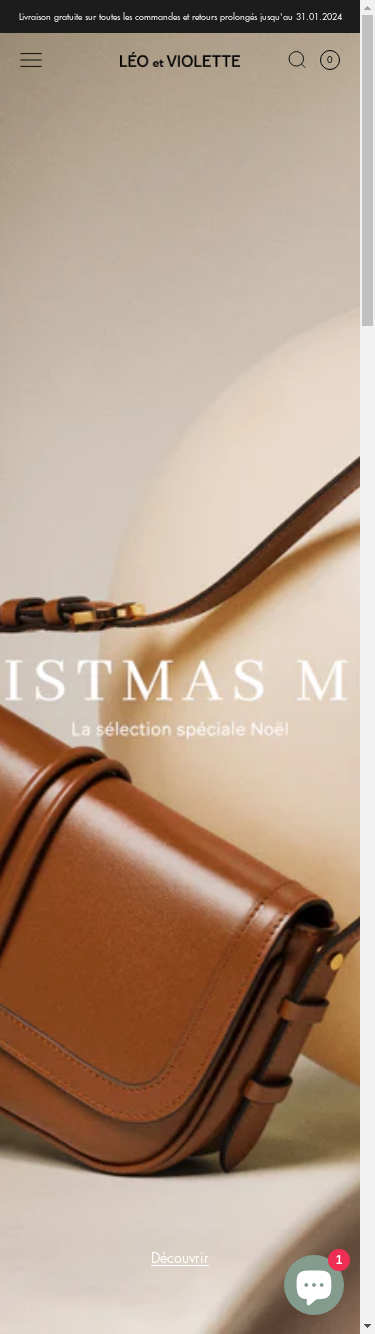 Livraison gratuite sur toutes les commandes et retours prolongés jusqu'au 31.01.2024
LÉO et VIOLETTE
0
ISTMAS M
La sélection spéciale Noël
Découvrir
1